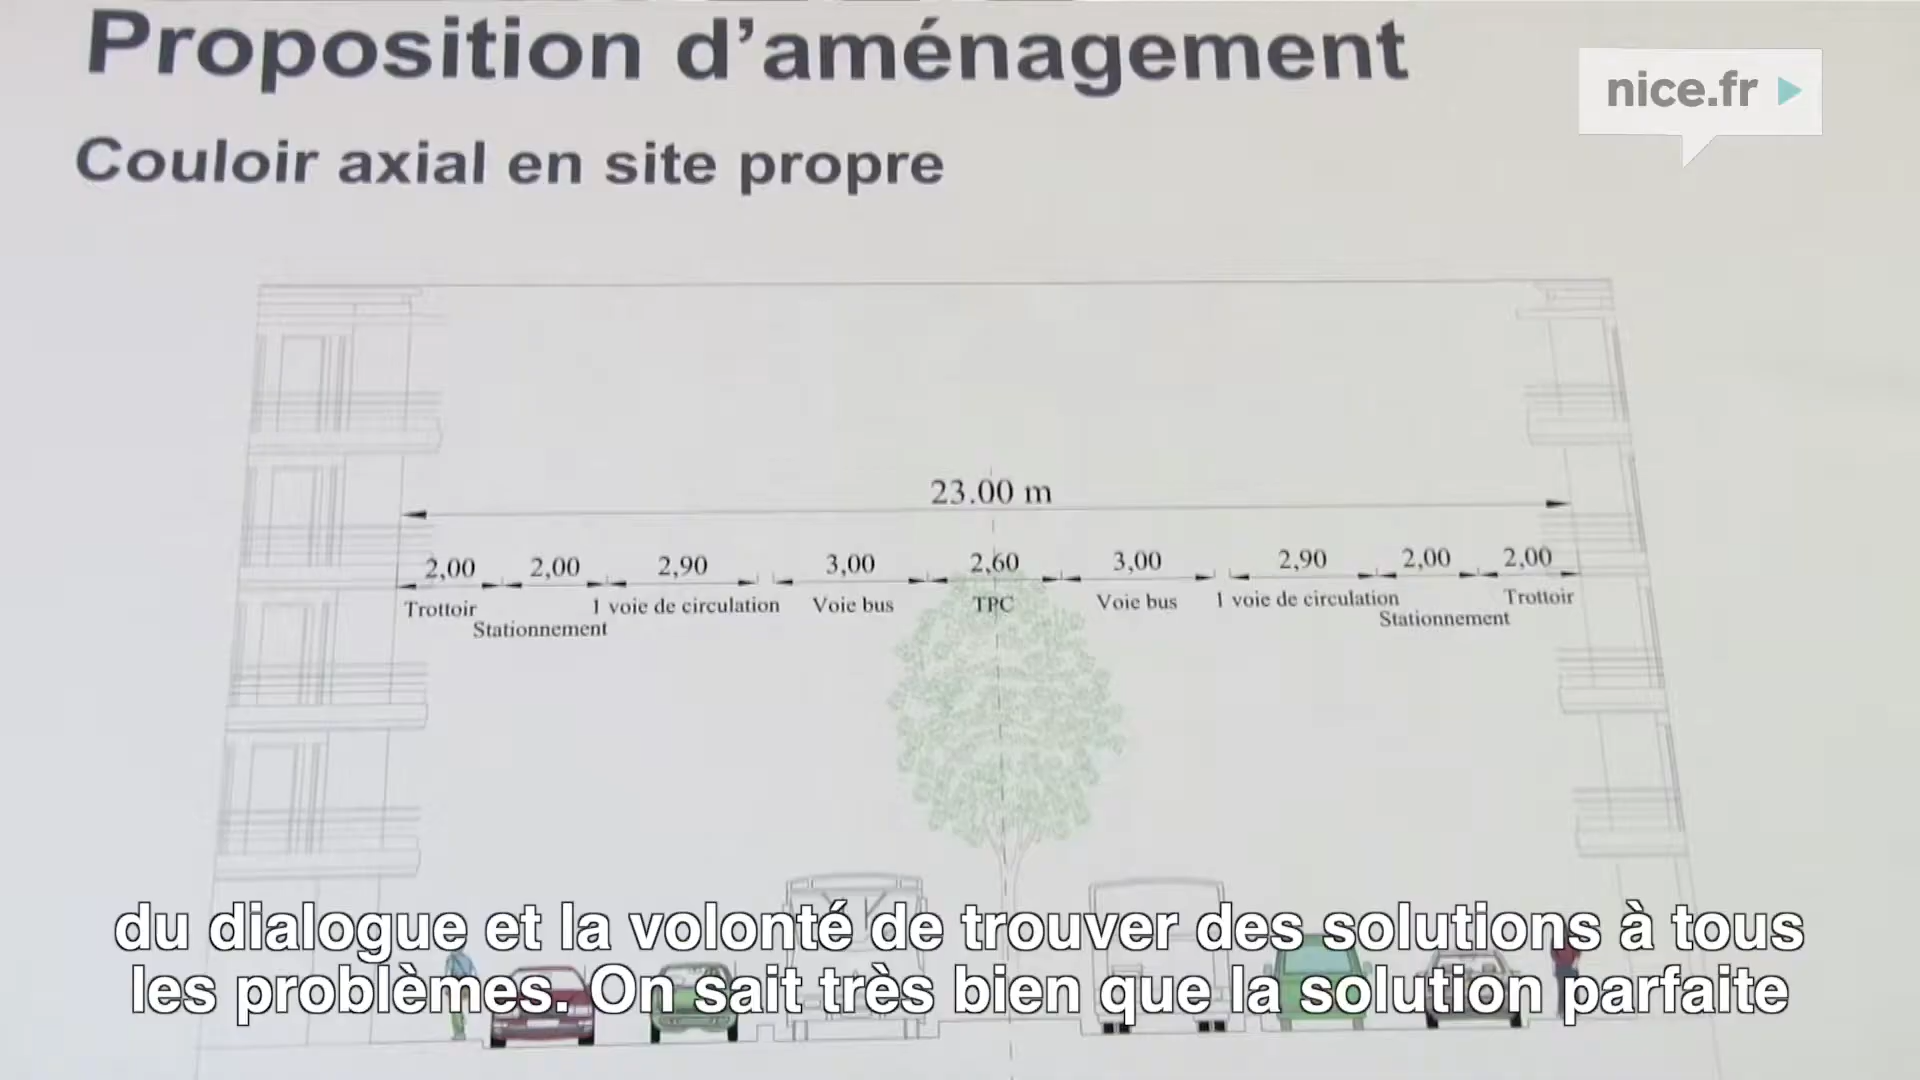 Proposition d'aménagement
nice.fr
Couloir axial en site propre
23.00 m
2,00 2,00 2,90 3,00 2,60 3,00 2,90 2,00 2,00
Trottoir 1 voie de circulation Voie bus TPC Voie bus 1 voie de circulation Trottoir
Stationnement Stationnement
du dialogue et la volonté de trouver des solutions à tous
les problèmes. On sait très bien que la solution parfaite